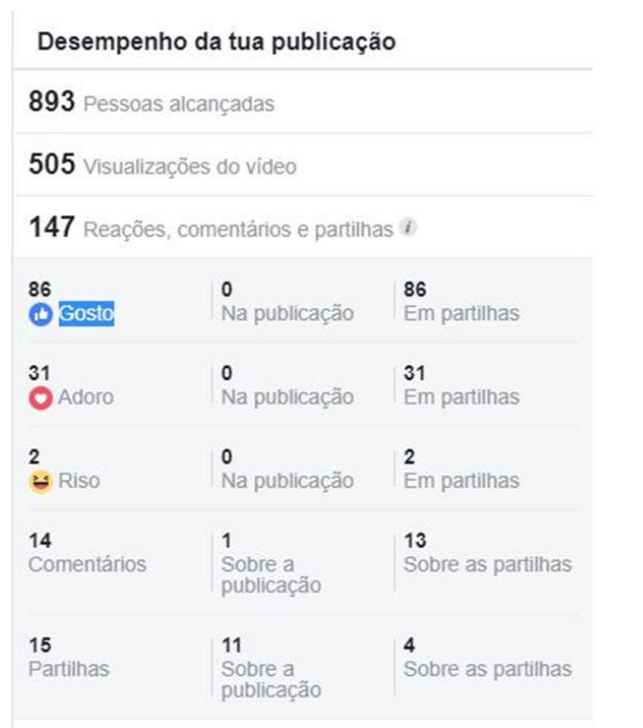 Desempenho da tua publicação
893 Pessoas alcançadas
505 Visualizações do vídeo
147 Reações, comentários e partilhas i
86 0 86
Gosto Na publicação Em partilhas
31 0 31
Adoro Na publicação Em partilhas
2 0 2
Riso Na publicação Em partilhas
14 1 13
Comentários Sobre a Sobre as partilhas
publicação
15 11 4
Partilhas Sobre a Sobre as partilhas
publicação